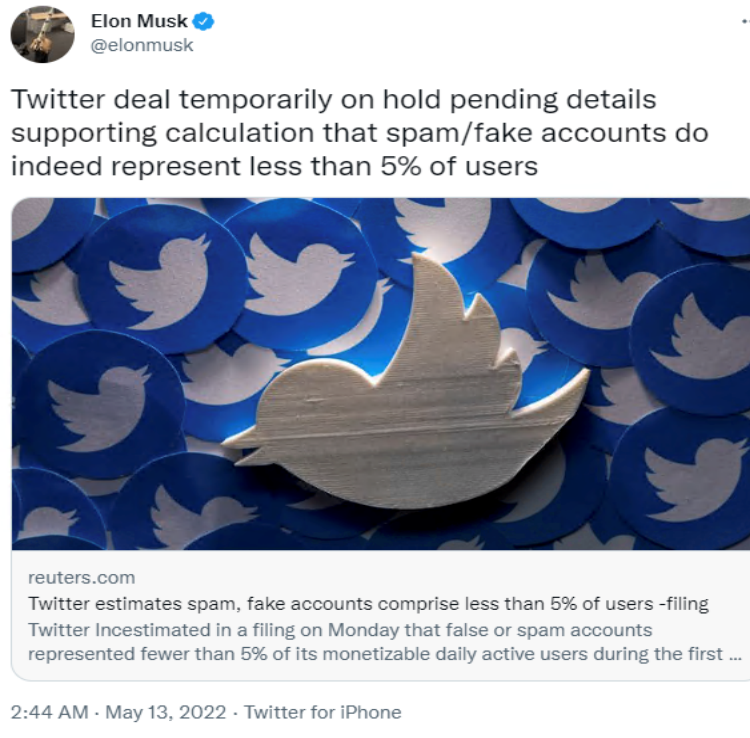 Elon Musk
@elonmusk
Twitter deal temporarily on hold pending details
supporting calculation that spam/fake accounts do
indeed represent less than 5% of users
reuters.com
Twitter estimates spam, fake accounts comprise less than 5% of users -filing
Twitter Incestimated in a filing on Monday that false or spam accounts
represented fewer than 5% of its monetizable daily active users during the first ...
2:44 AM · May 13, 2022 · Twitter for iPhone